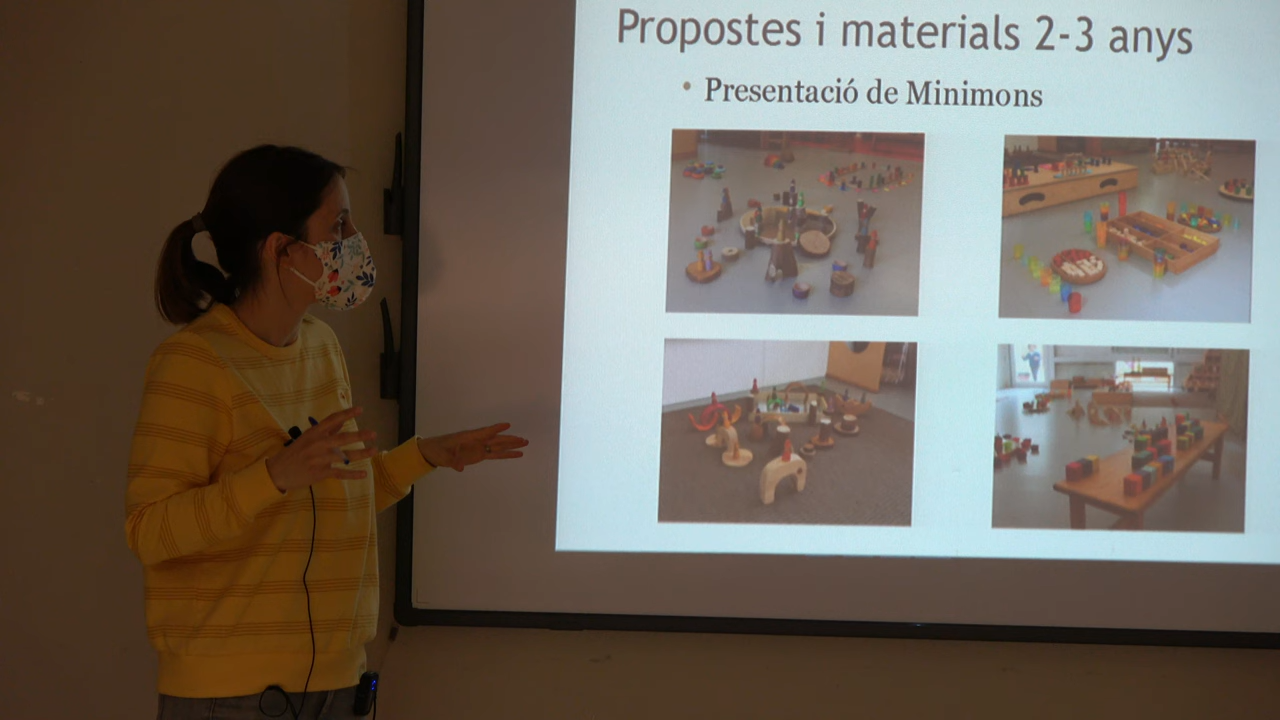 Propostes i materials 2-3 anys
• Presentació de Minimons